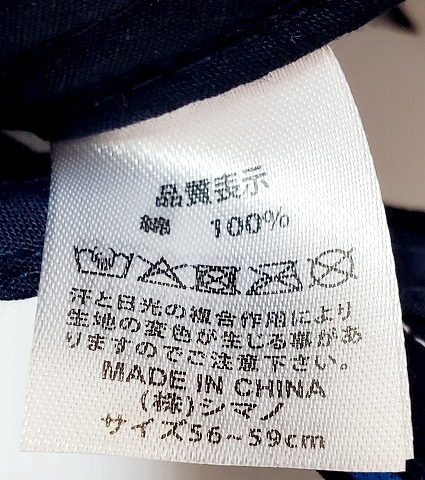 品質表示
綿 100%
汗と日光の複合作用により
生地の変色が生じる事があ
りますのでご注意下さい。
MADE IN CHINA
(株)シマノ
サイズ56~59cm